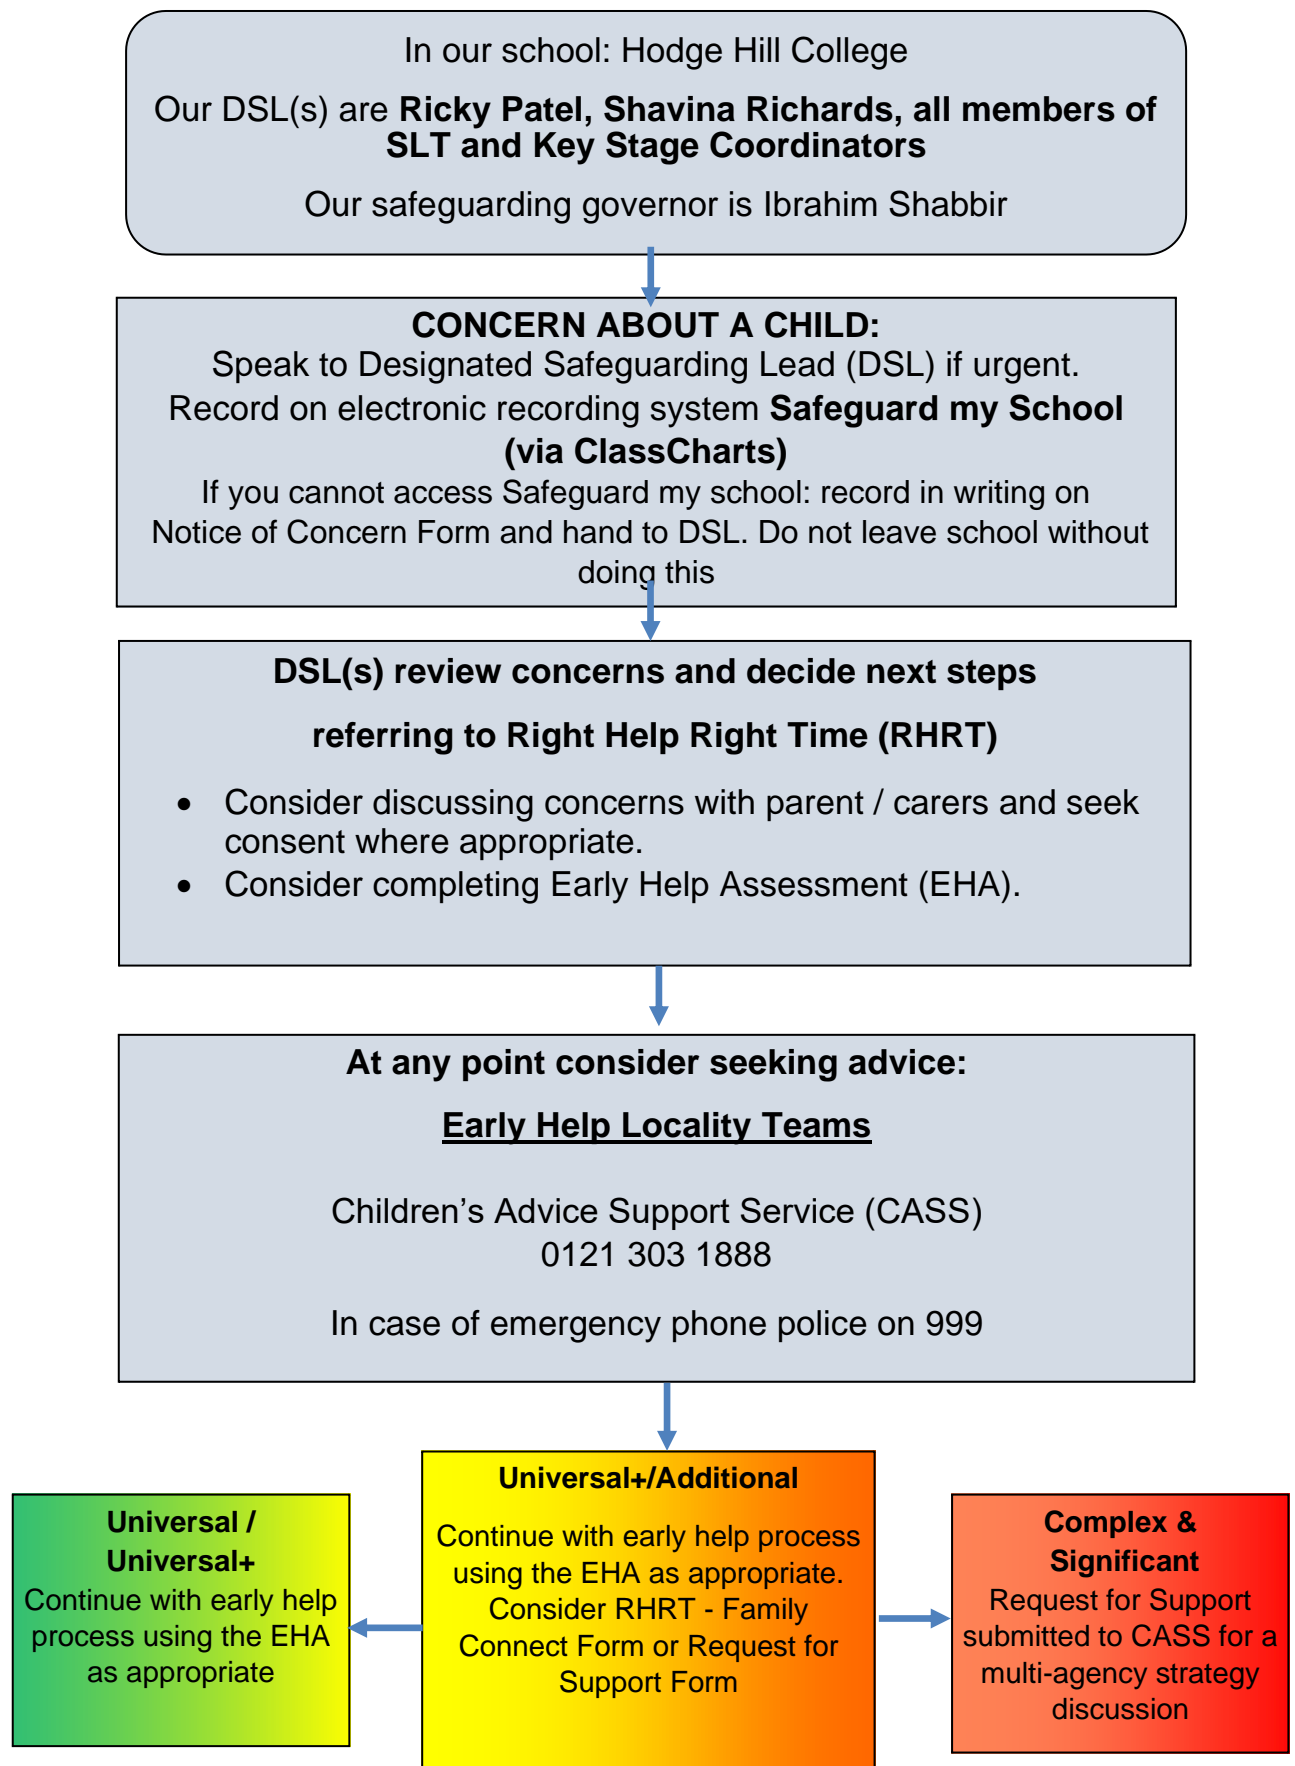 In our school: Hodge Hill College
Our DSL(s) are Ricky Patel, Shavina Richards, all members of
SLT and Key Stage Coordinators
Our safeguarding governor is Ibrahim Shabbir
CONCERN ABOUT A CHILD:
Speak to Designated Safeguarding Lead (DSL) if urgent.
Record on electronic recording system Safeguard my School
(via ClassCharts)
If you cannot access Safeguard my school: record in writing on
Notice of Concern Form and hand to DSL. Do not leave school without
doing this
DSL(s) review concerns and decide next steps
referring to Right Help Right Time (RHRT)
• Consider discussing concerns with parent / carers and seek
consent where appropriate.
• Consider completing Early Help Assessment (EHA).
At any point consider seeking advice:
Early Help Locality Teams
Children’s Advice Support Service (CASS)
0121 303 1888
In case of emergency phone police on 999
Universal /
Universal+
Continue with early help
process using the EHA
as appropriate
Universal+/Additional
Continue with early help process
using the EHA as appropriate.
Consider RHRT - Family
Connect Form or Request for
Support Form
Complex &
Significant
Request for Support
submitted to CASS for a
multi-agency strategy
discussion